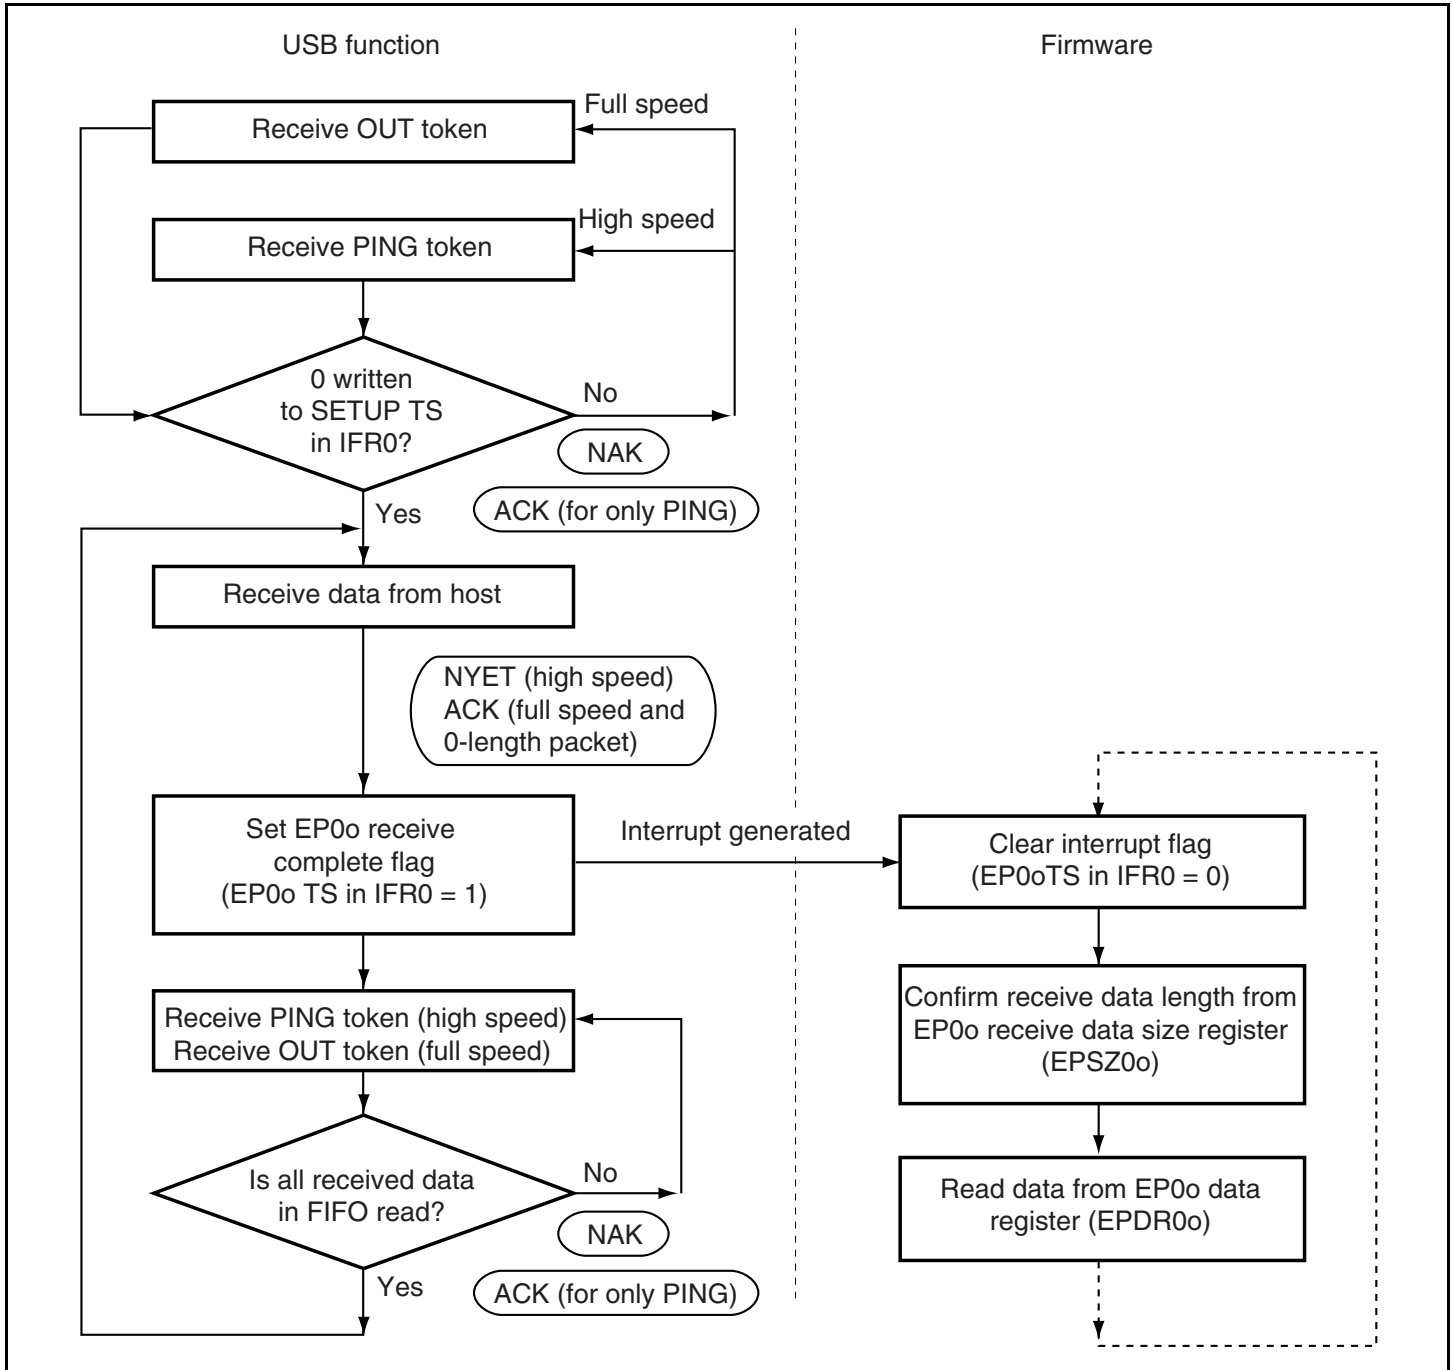 USB function
Firmware
Full speed
Receive OUT token
High speed
Receive PING token
0 written
to SETUP TS
in IFR0?
No
NAK
ACK (for only PING)
Yes
Receive data from host
NYET (high speed)
ACK (full speed and
0-length packet)
Set EP0o receive
complete flag
(EP0o TS in IFR0 = 1)
Interrupt generated
Clear interrupt flag
(EP0oTS in IFR0 = 0)
Receive PING token (high speed)
Receive OUT token (full speed)
Confirm receive data length from
EP0o receive data size register
(EPSZ0o)
Is all received data
in FIFO read?
No
NAK
ACK (for only PING)
Yes
Read data from EP0o data
register (EPDR0o)